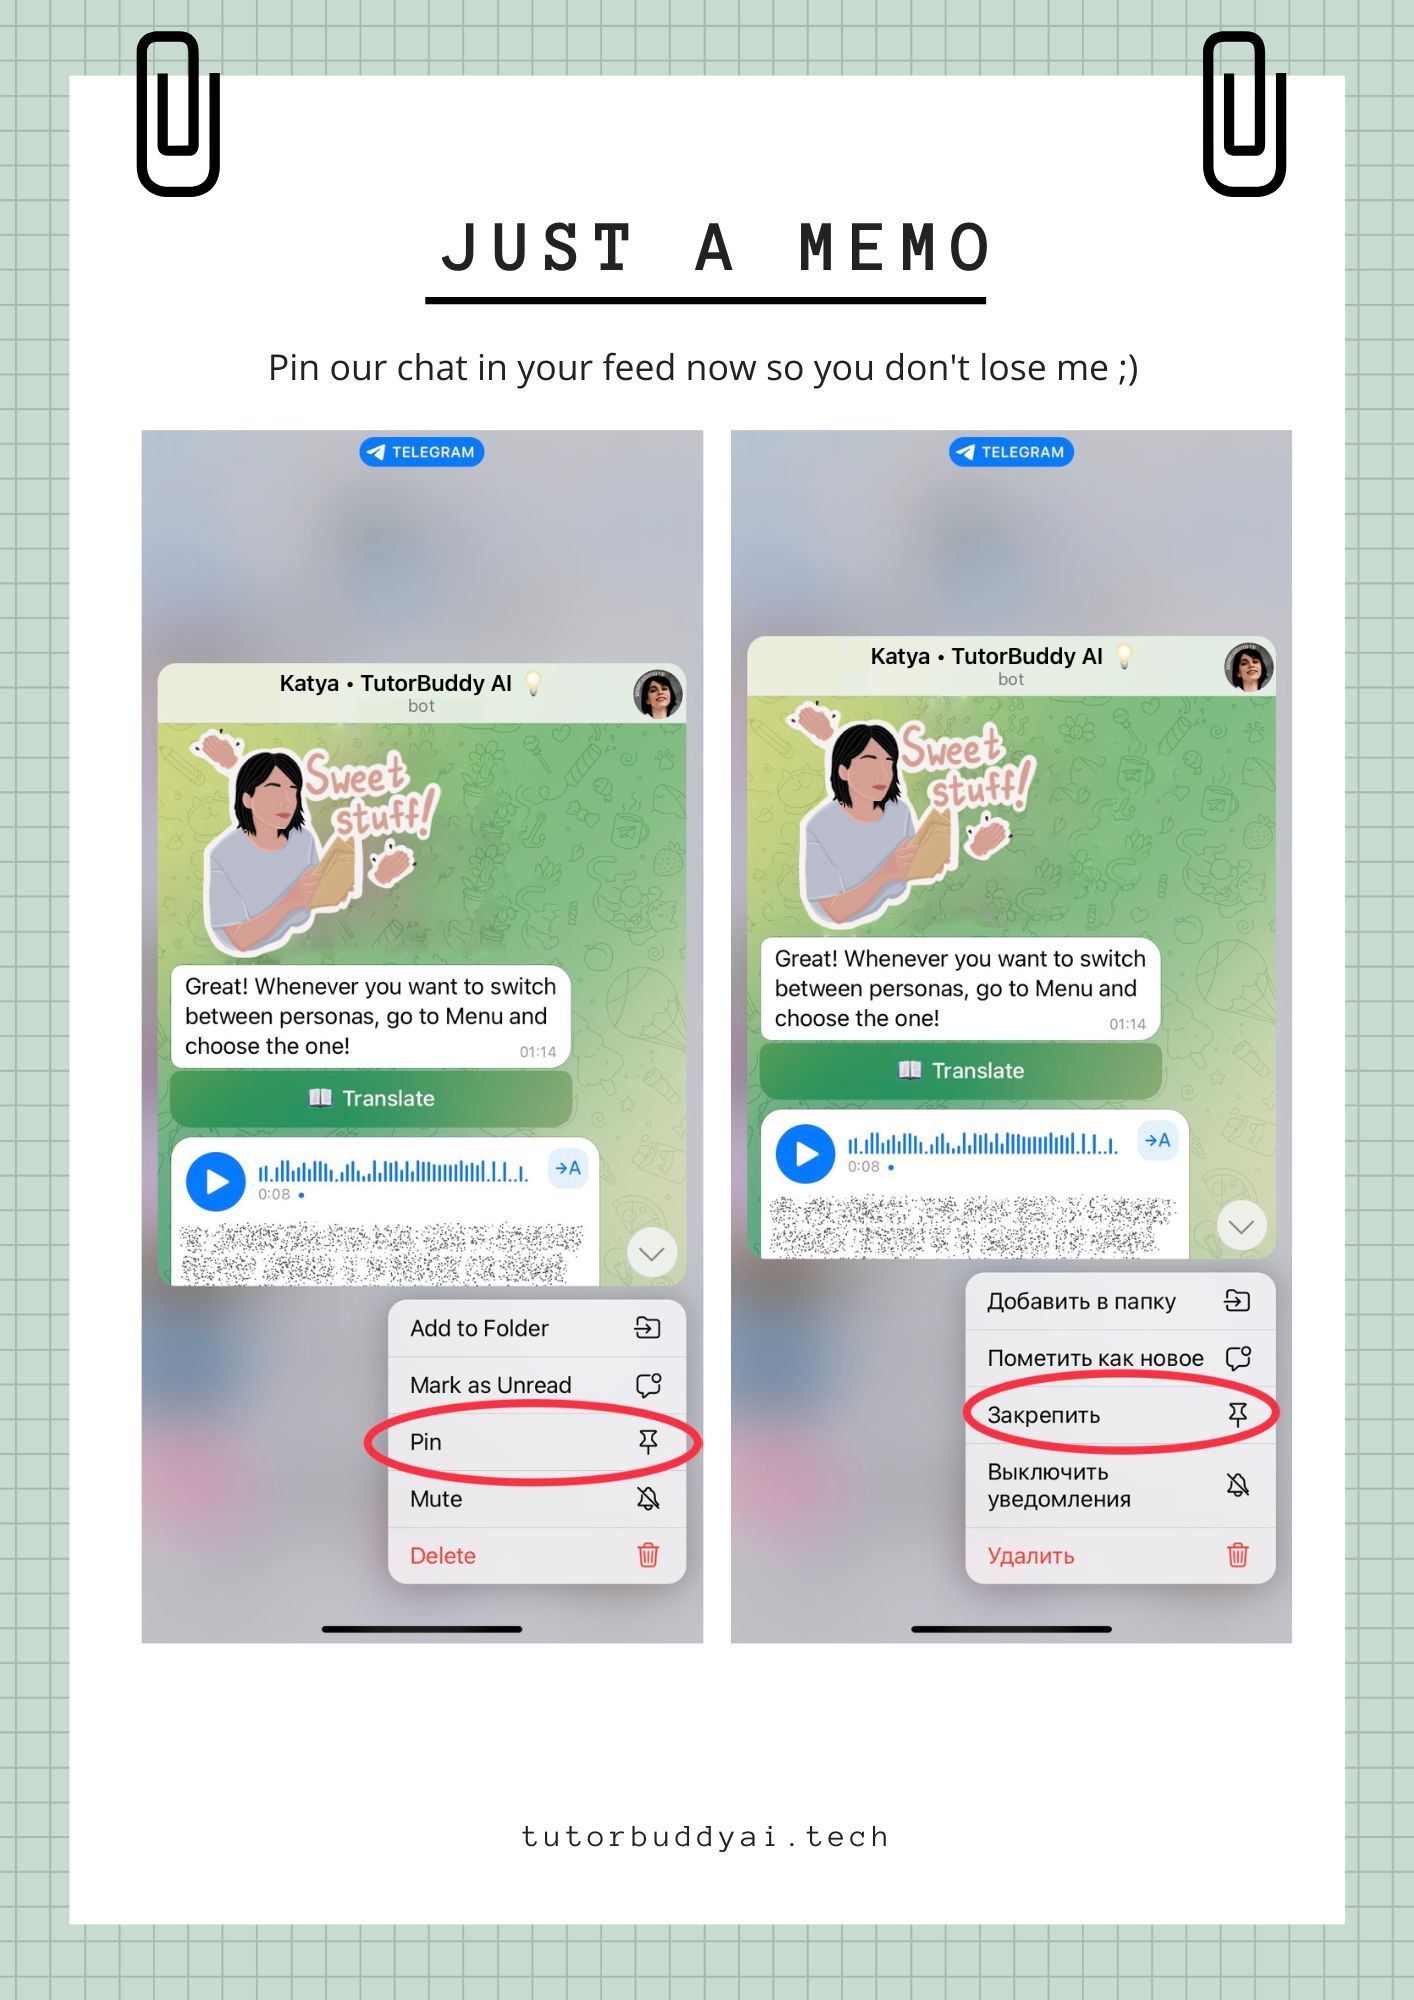 JUST A MEMO
Pin our chat in your feed now so you don't lose me ;)
TELEGRAM
Katya • TutorBuddy AI 💡
bot
Sweet
stuff!
Great! Whenever you want to switch
between personas, go to Menu and
choose the one!
01:14
📖 Translate
0:08
→A
Add to Folder
Mark as Unread
Pin
Mute
Delete
TELEGRAM
Katya • TutorBuddy AI 💡
bot
Sweet
stuff!
Great! Whenever you want to switch
between personas, go to Menu and
choose the one!
01:14
📖 Translate
0:08
→A
Добавить в папку
Пометить как новое
Закрепить
Выключить
уведомления
Удалить
tutorbuddyai.tech